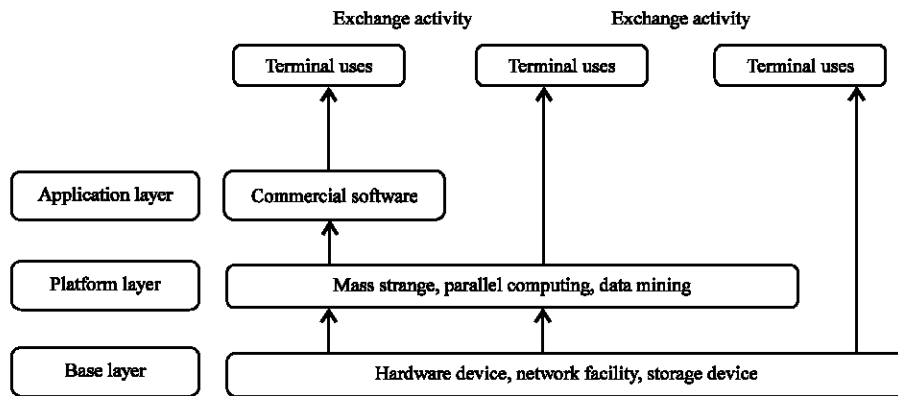 Exchange activity
Exchange activity
Terminal uses
Terminal uses
Terminal uses
Application layer
Commercial software
Platform layer
Mass strange, parallel computing, data mining
Base layer
Hardware device, network facility, storage device